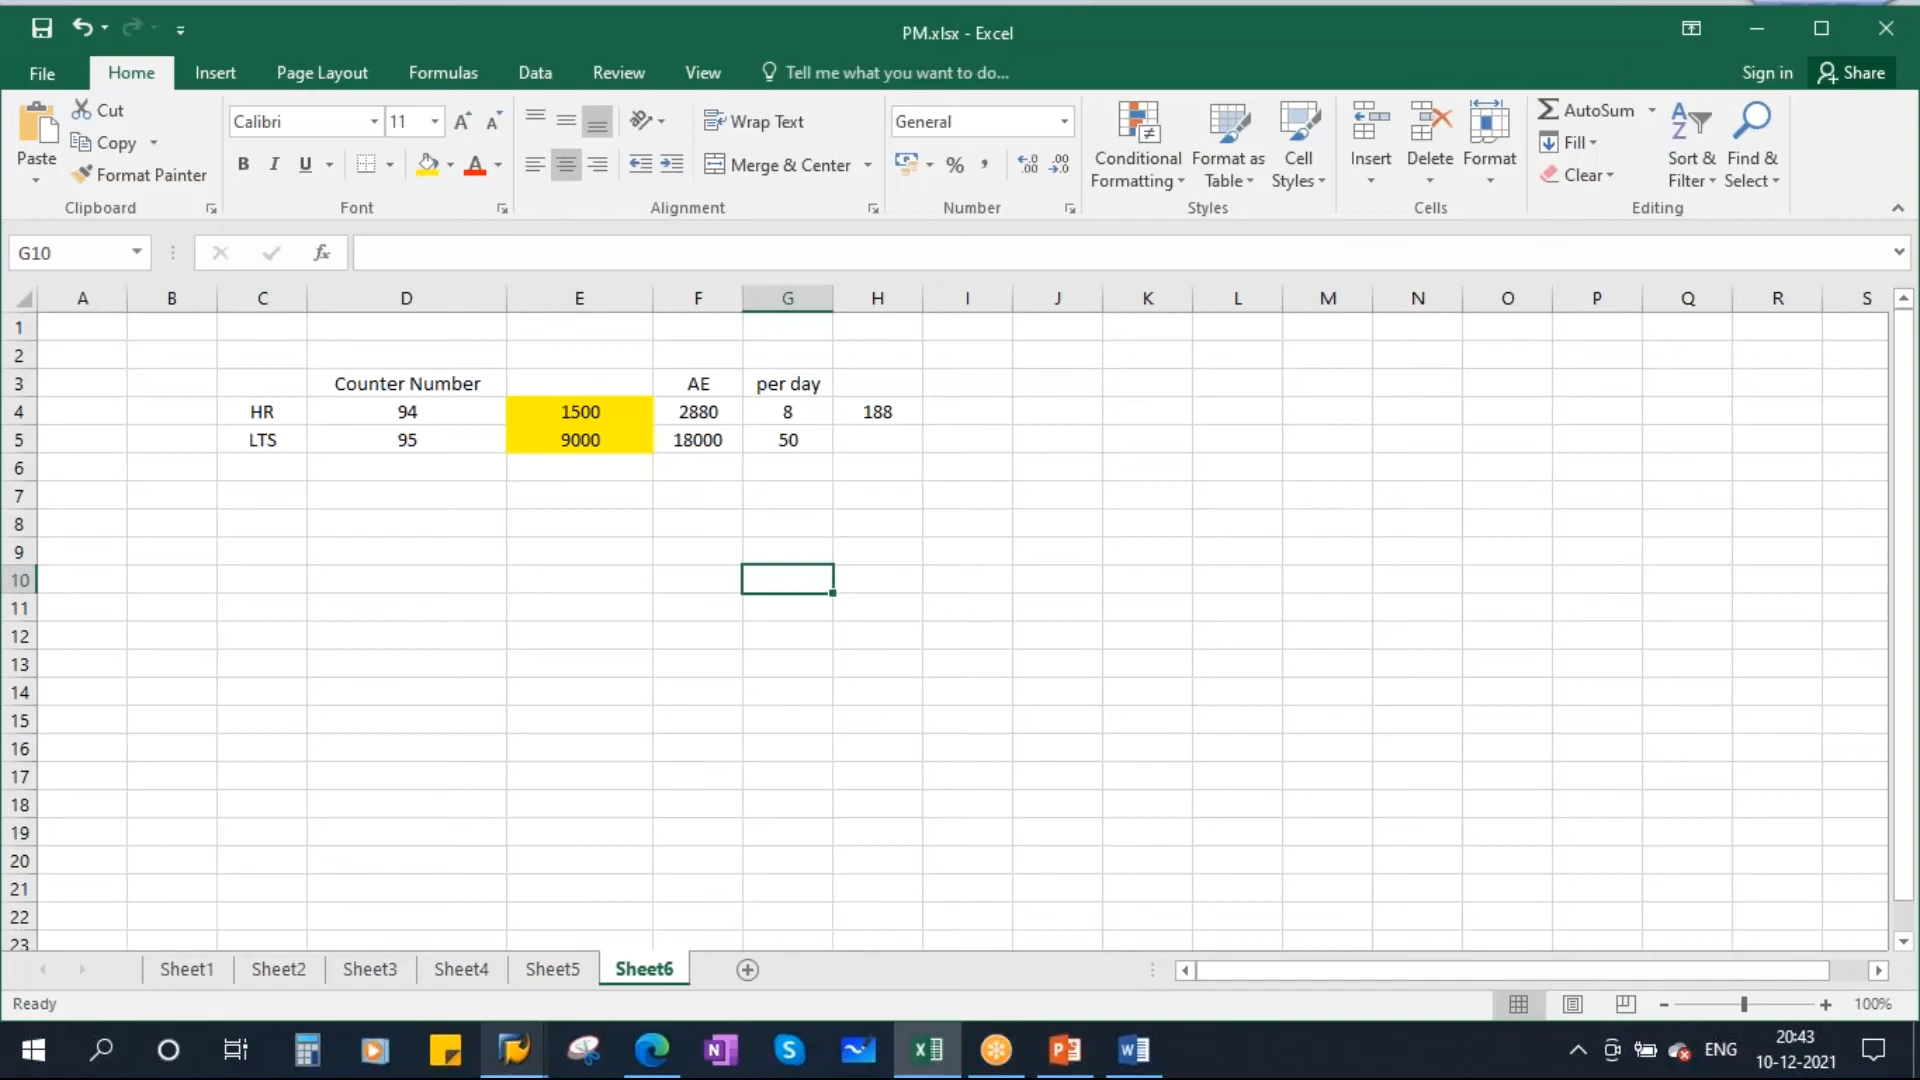 PM.xlsx - Excel
File Home Insert Page Layout Formulas Data Review View Tell me what you want to do... Sign in Share
Paste
Cut
Copy
Format Painter
Clipboard
Calibri 11
B I U A
Font
Wrap Text
Merge & Center
Alignment
General
%
Number
Conditional Formatting
Format as Table
Cell Styles
Styles
Insert
Delete
Format
Cells
AutoSum
Fill
Clear
Sort & Filter
Find & Select
Editing
G10 fx
A B C D E F G H I J K L M N O P Q R S
1
2
3 Counter Number AE per day
4 HR 94 1500 2880 8 188
5 LTS 95 9000 18000 50
6
7
8
9
10
11
12
13
14
15
16
17
18
19
20
21
22
23
Sheet1 Sheet2 Sheet3 Sheet4 Sheet5 Sheet6
Ready 100%
ENG 20:43
10-12-2021